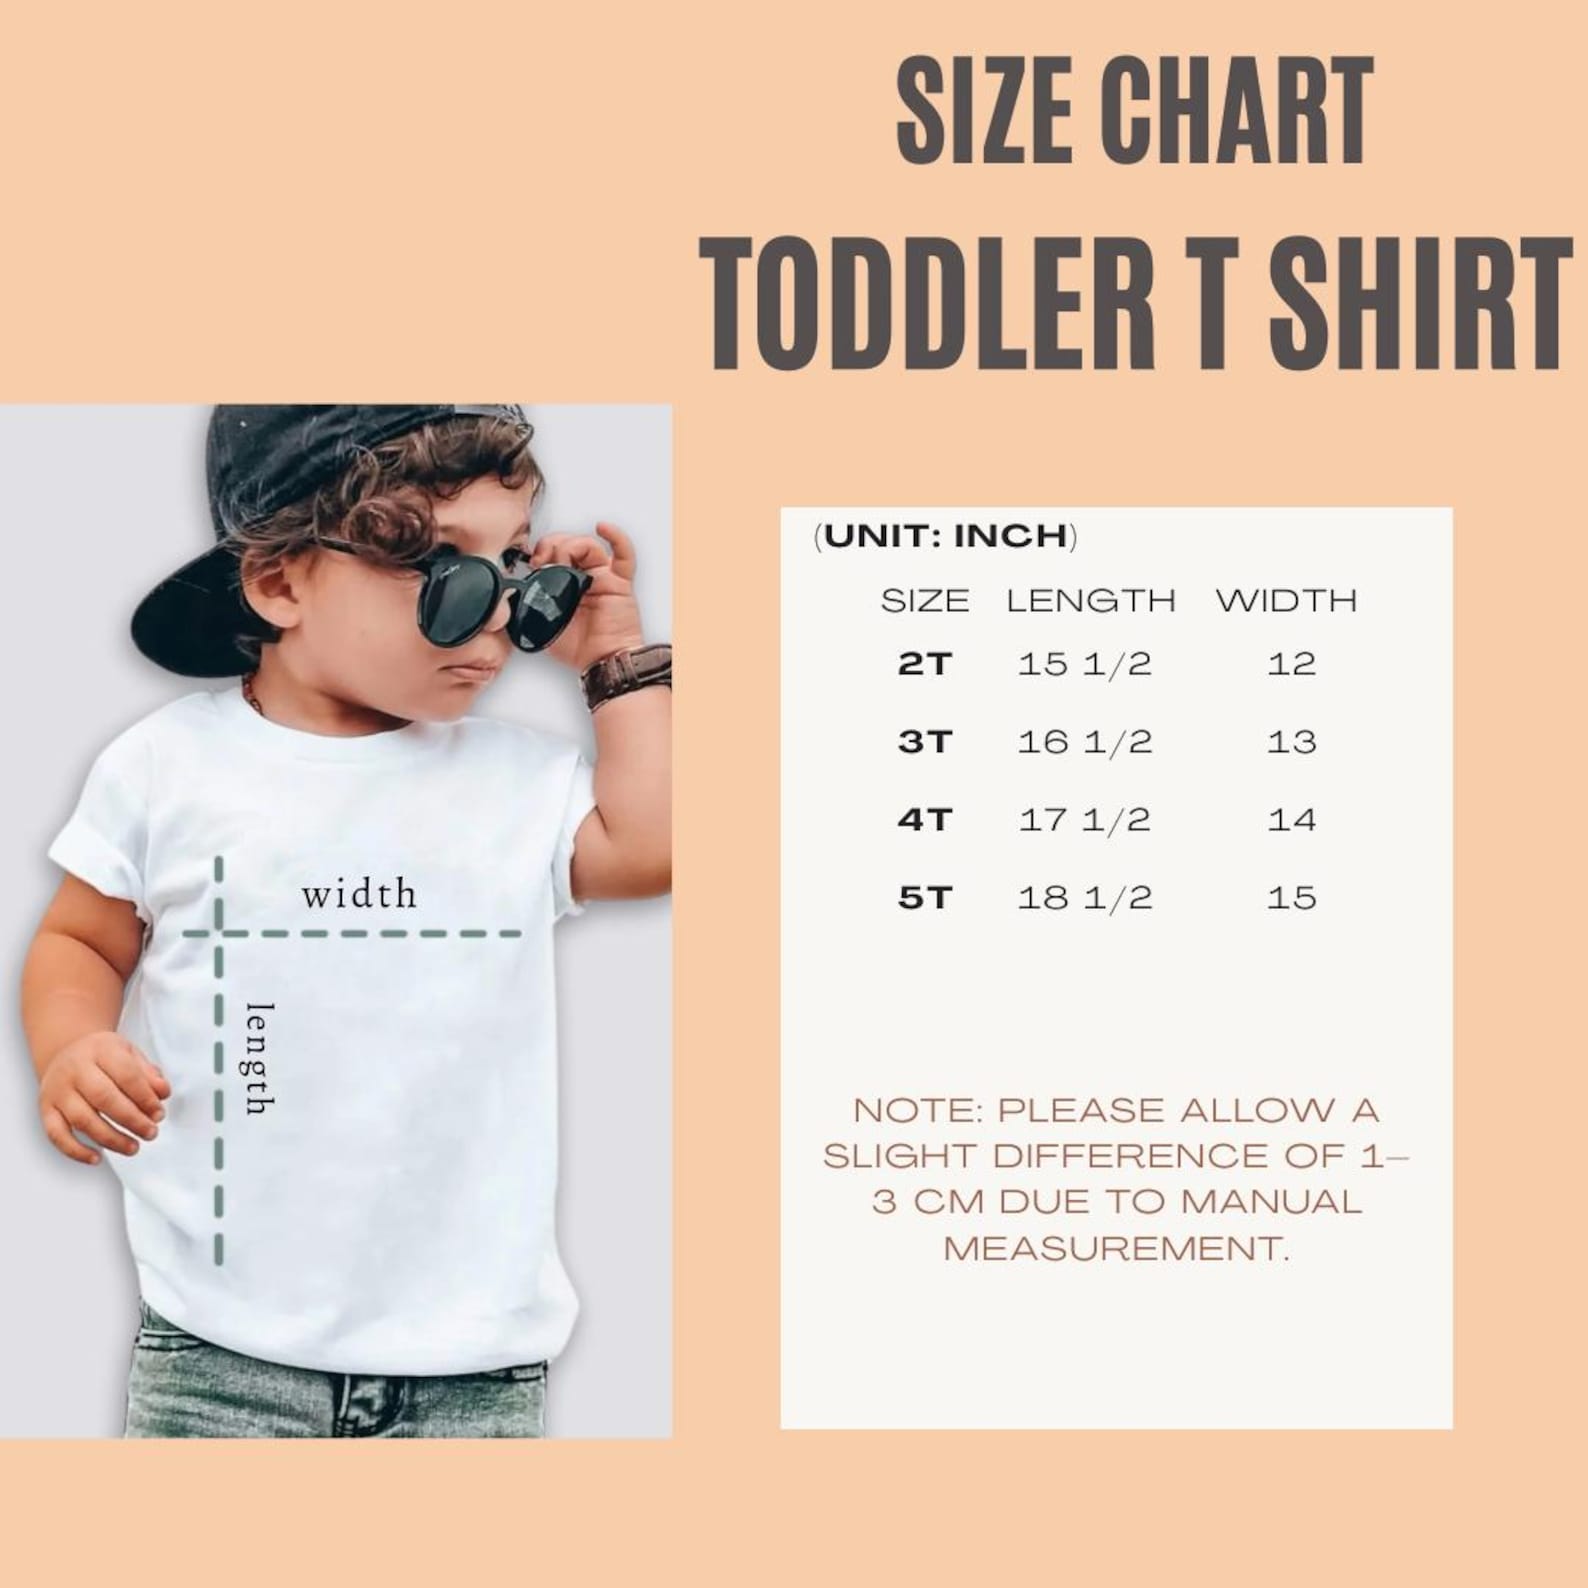 SIZE CHART
TODDLER T SHIRT
(UNIT: INCH)
SIZE LENGTH WIDTH
2T 15 1/2 12
3T 16 1/2 13
4T 17 1/2 14
5T 18 1/2 15
NOTE: PLEASE ALLOW A
SLIGHT DIFFERENCE OF 1–
3 CM DUE TO MANUAL
MEASUREMENT.
width
length